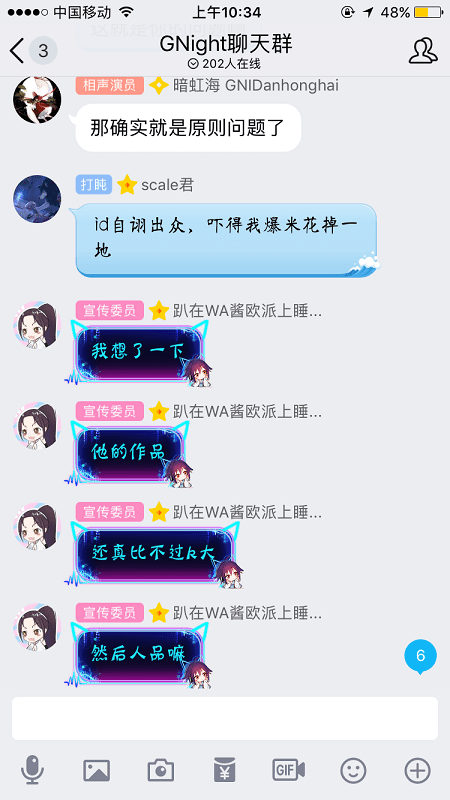 中国移动 上午10:34 48%
3 GNight聊天群
202人在线
这就是
相声演员 暗虹海 GNIDanhonghai
那确实就是原则问题了
打盹 scale君
id自诩出众，吓得我爆米花掉一
地
宣传委员 趴在WA酱欧派上睡...
我想了一下
宣传委员 趴在WA酱欧派上睡...
他的作品
宣传委员 趴在WA酱欧派上睡...
还真比不过k大
宣传委员 趴在WA酱欧派上睡...
然后人品嘛
6
¥ GIF